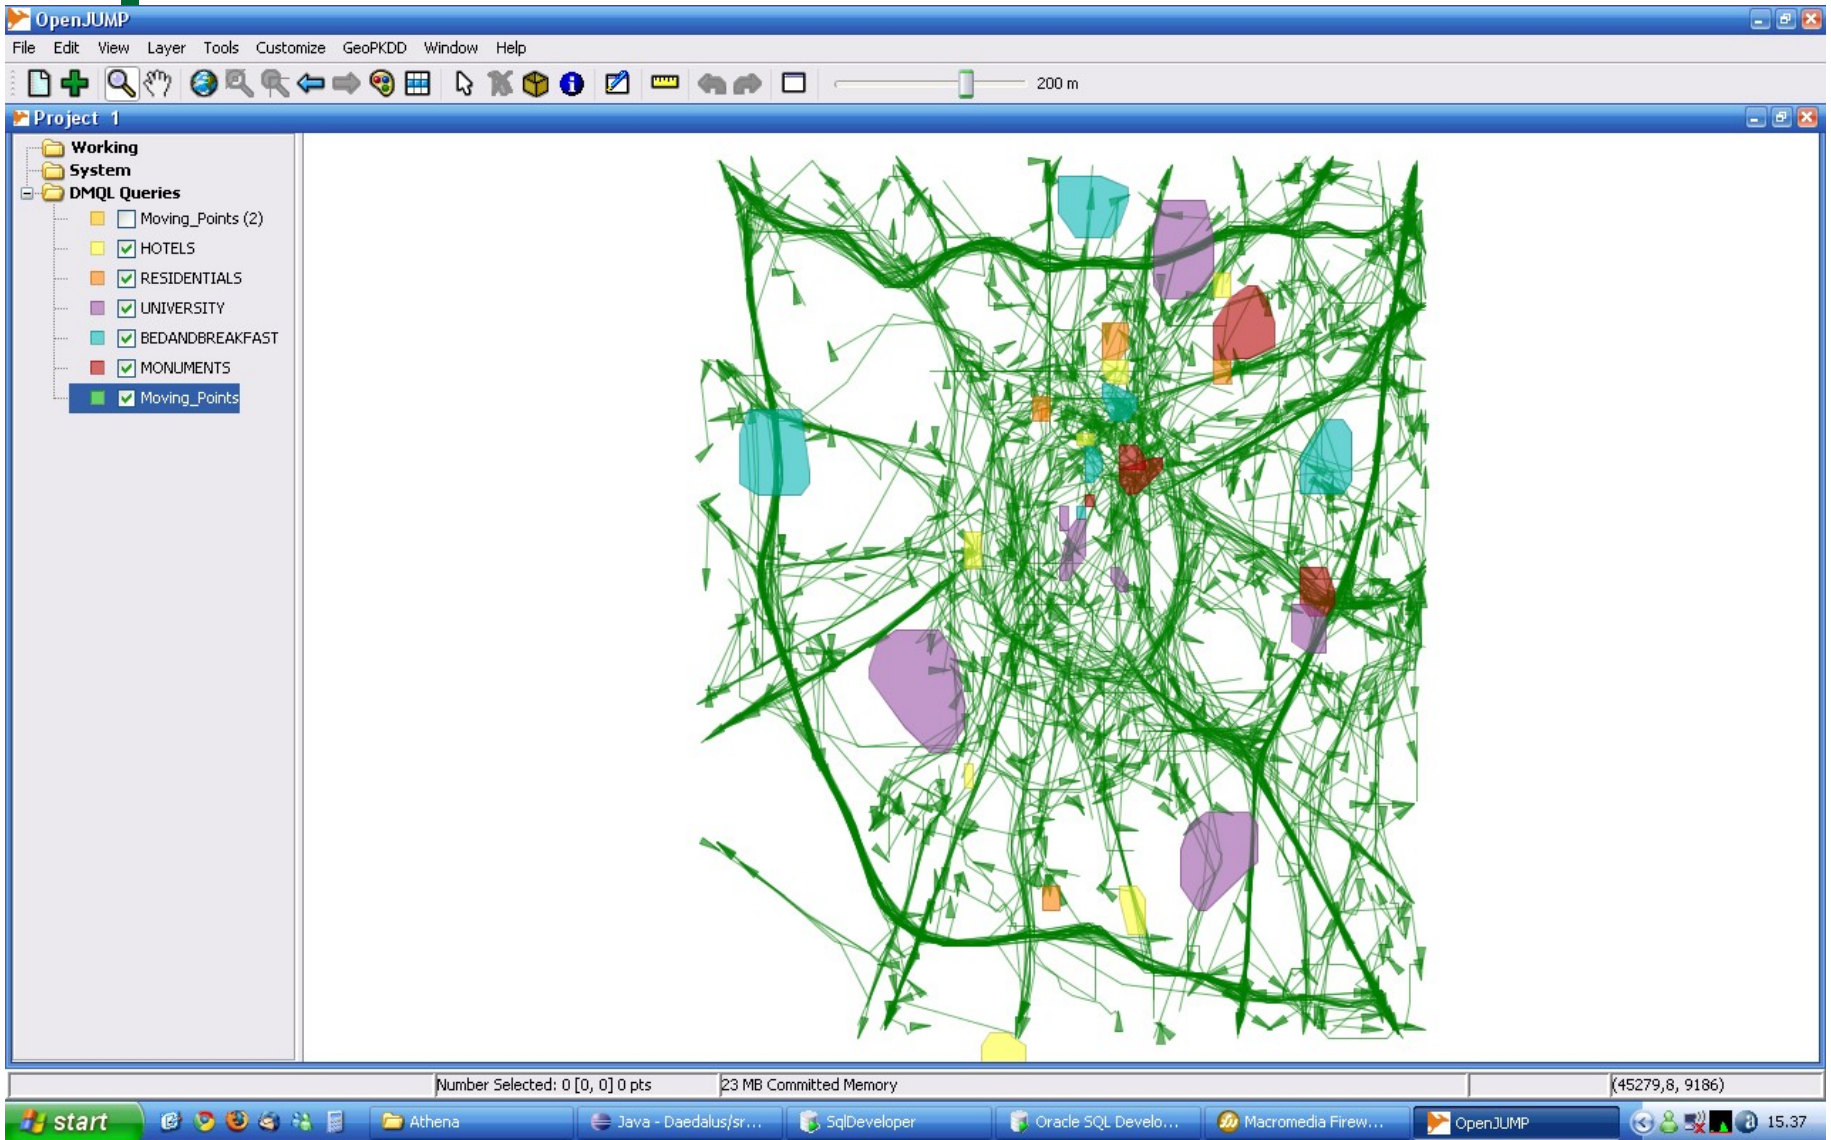 OpenJUMP
File Edit View Layer Tools Customize GeoPKDD Window Help
200 m
Project 1
Working
System
DMQL Queries
Moving_Points (2)
HOTELS
RESIDENTIALS
UNIVERSITY
BEDANDBREAKFAST
MONUMENTS
Moving_Points
Number Selected: 0 [0, 0] 0 pts
23 MB Committed Memory
(45279,8, 9186)
start
Athena
Java - Daedalus/sr...
SqlDeveloper
Oracle SQL Develo...
Macromedia Firew...
OpenJUMP
15.37